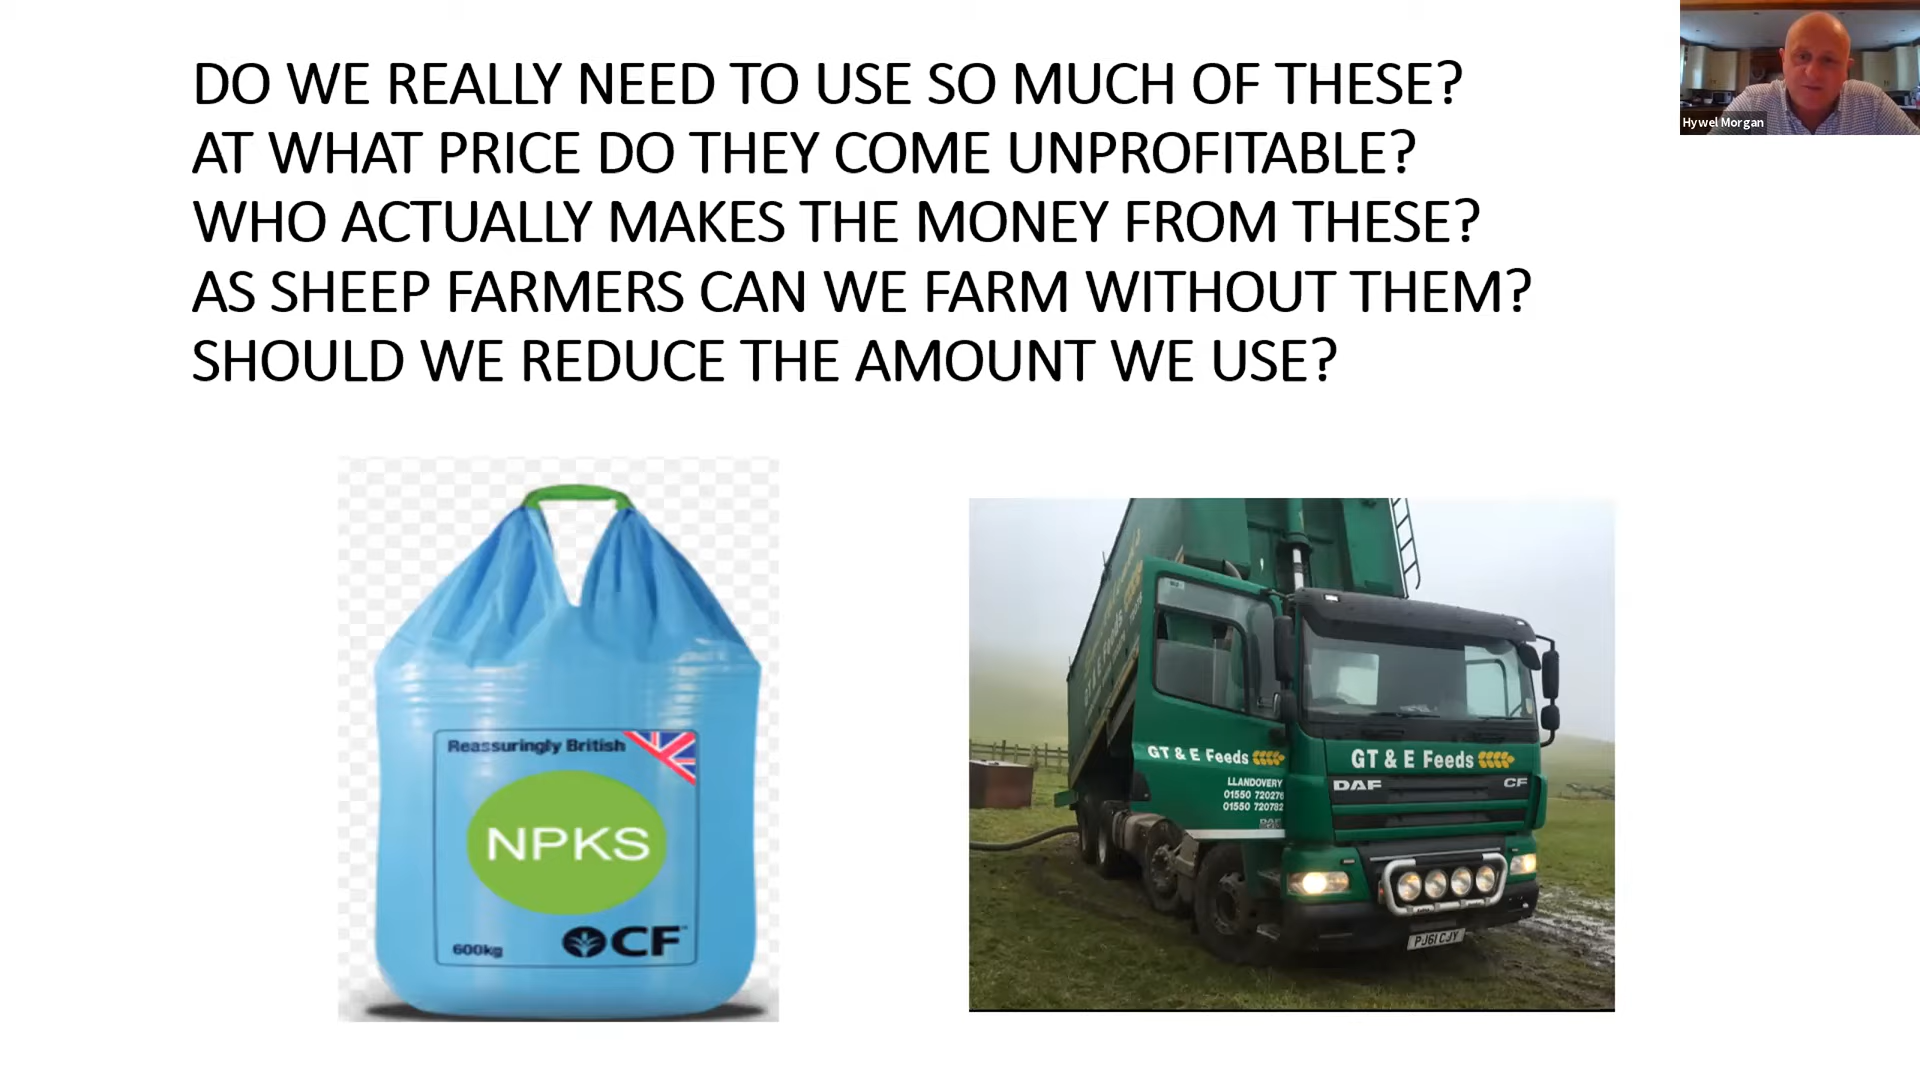 DO WE REALLY NEED TO USE SO MUCH OF THESE?
AT WHAT PRICE DO THEY COME UNPROFITABLE?
WHO ACTUALLY MAKES THE MONEY FROM THESE?
AS SHEEP FARMERS CAN WE FARM WITHOUT THEM?
SHOULD WE REDUCE THE AMOUNT WE USE?
Hywel Morgan
Reassuringly British
NPKS
600kg
CF
GT & E Feeds
GT & E Feeds
LLANDOVERY
01550 720276
01550 720782
GT & E Feeds
DAF
CF
PJ61 CJY